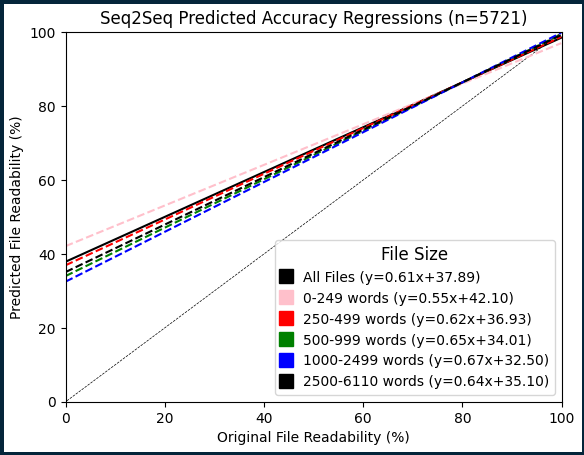 Seq2Seq Predicted Accuracy Regressions (n=5721)
100
80
60
40
20
0
Predicted File Readability (%)
File Size
All Files (y=0.61x+37.89)
0-249 words (y=0.55x+42.10)
250-499 words (y=0.62x+36.93)
500-999 words (y=0.65x+34.01)
1000-2499 words (y=0.67x+32.50)
2500-6110 words (y=0.64x+35.10)
0 20 40 60 80 100
Original File Readability (%)